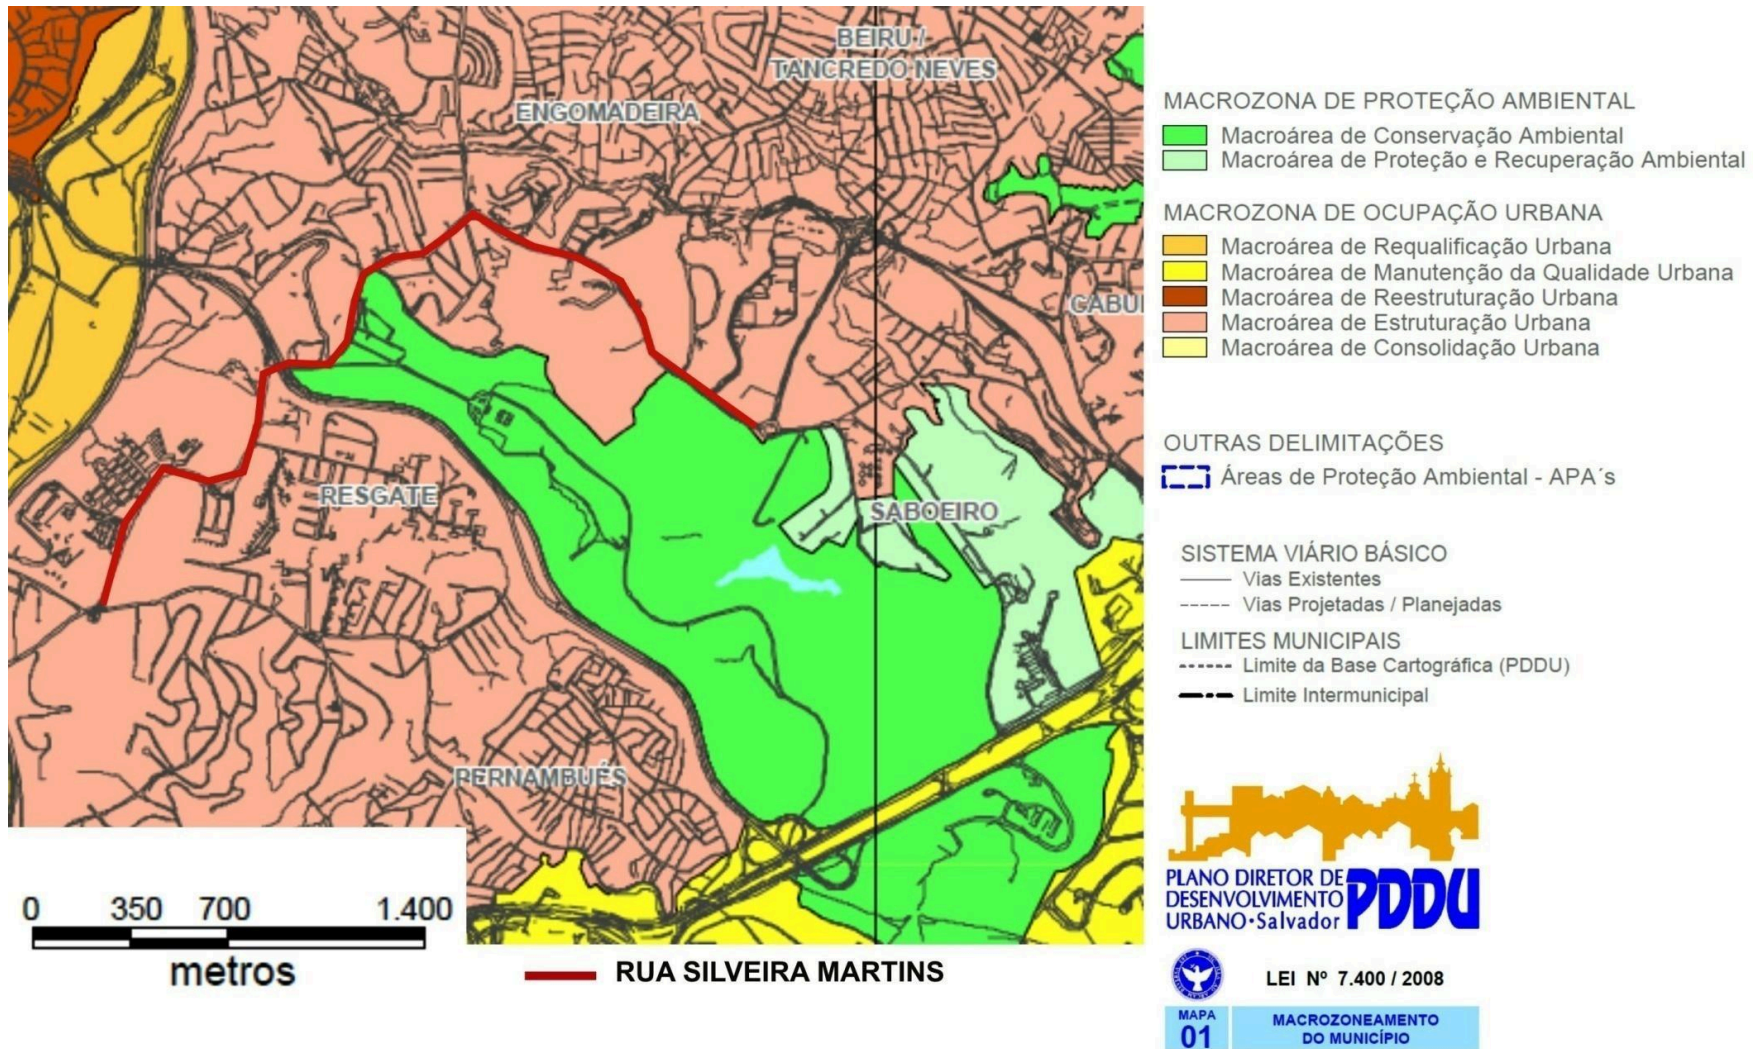 BEIRU /
TANCREDO NEVES
ENGOMADEIRA
CABU
RESGATE
SABOEIRO
PERNAMBUÉS
0 350 700 1.400
metros
RUA SILVEIRA MARTINS
MACROZONA DE PROTEÇÃO AMBIENTAL
Macroárea de Conservação Ambiental
Macroárea de Proteção e Recuperação Ambiental
MACROZONA DE OCUPAÇÃO URBANA
Macroárea de Requalificação Urbana
Macroárea de Manutenção da Qualidade Urbana
Macroárea de Reestruturação Urbana
Macroárea de Estruturação Urbana
Macroárea de Consolidação Urbana
OUTRAS DELIMITAÇÕES
Áreas de Proteção Ambiental - APA´s
SISTEMA VIÁRIO BÁSICO
Vias Existentes
Vias Projetadas / Planejadas
LIMITES MUNICIPAIS
Limite da Base Cartográfica (PDDU)
Limite Intermunicipal
PLANO DIRETOR DE
DESENVOLVIMENTO
URBANO·Salvador
PDDU
LEI Nº 7.400 / 2008
MAPA
01
MACROZONEAMENTO
DO MUNICÍPIO